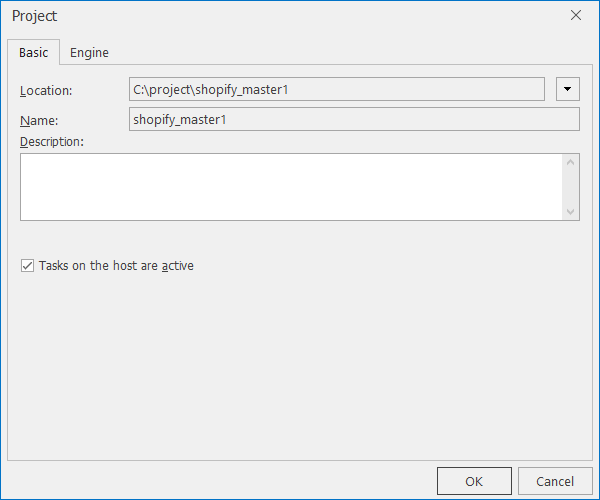 Project
Basic Engine
Location: C:\project\shopify_master1
Name: shopify_master1
Description:
Tasks on the host are active
OK Cancel